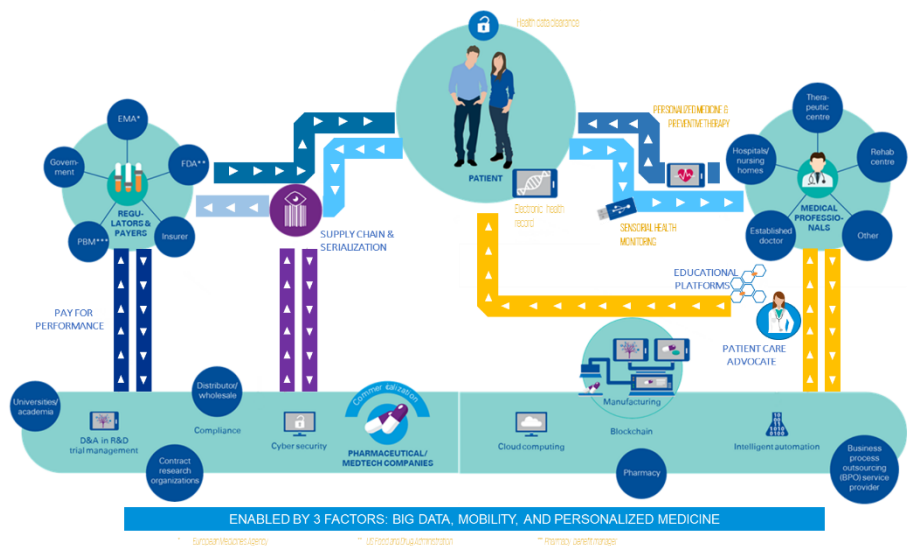 Health data clearance
EMA*
Govern-
ment
FDA**
REGU-
LATORS &
PAYERS
PBM***
Insurer
PATIENT
Electronic health
record
SUPPLY CHAIN &
SERIALIZATION
PERSONALIZED MEDICINE &
PREVENTIVE THERAPY
SENSORIAL HEALTH
MONITORING
Thera-
peutic
centre
Hospitals/
nursing
homes
Rehab
centre
MEDICAL
PROFESSIO-
NALS
Established
doctor
Other
PAY FOR
PERFORMANCE
EDUCATIONAL
PLATFORMS
PATIENT CARE
ADVOCATE
Universities/
academia
D&A in R&D
trial management
Contract
research
organizations
Distributor/
wholesale
Compliance
Cyber security
Commercialization
PHARMACEUTICAL/
MEDTECH COMPANIES
Cloud computing
Manufacturing
Blockchain
Pharmacy
Intelligent automation
Business
process
outsourcing
(BPO) service
provider
ENABLED BY 3 FACTORS: BIG DATA, MOBILITY, AND PERSONALIZED MEDICINE
* European Medicines Agency
** US Food and Drug Administration
*** Pharmacy benefit manager